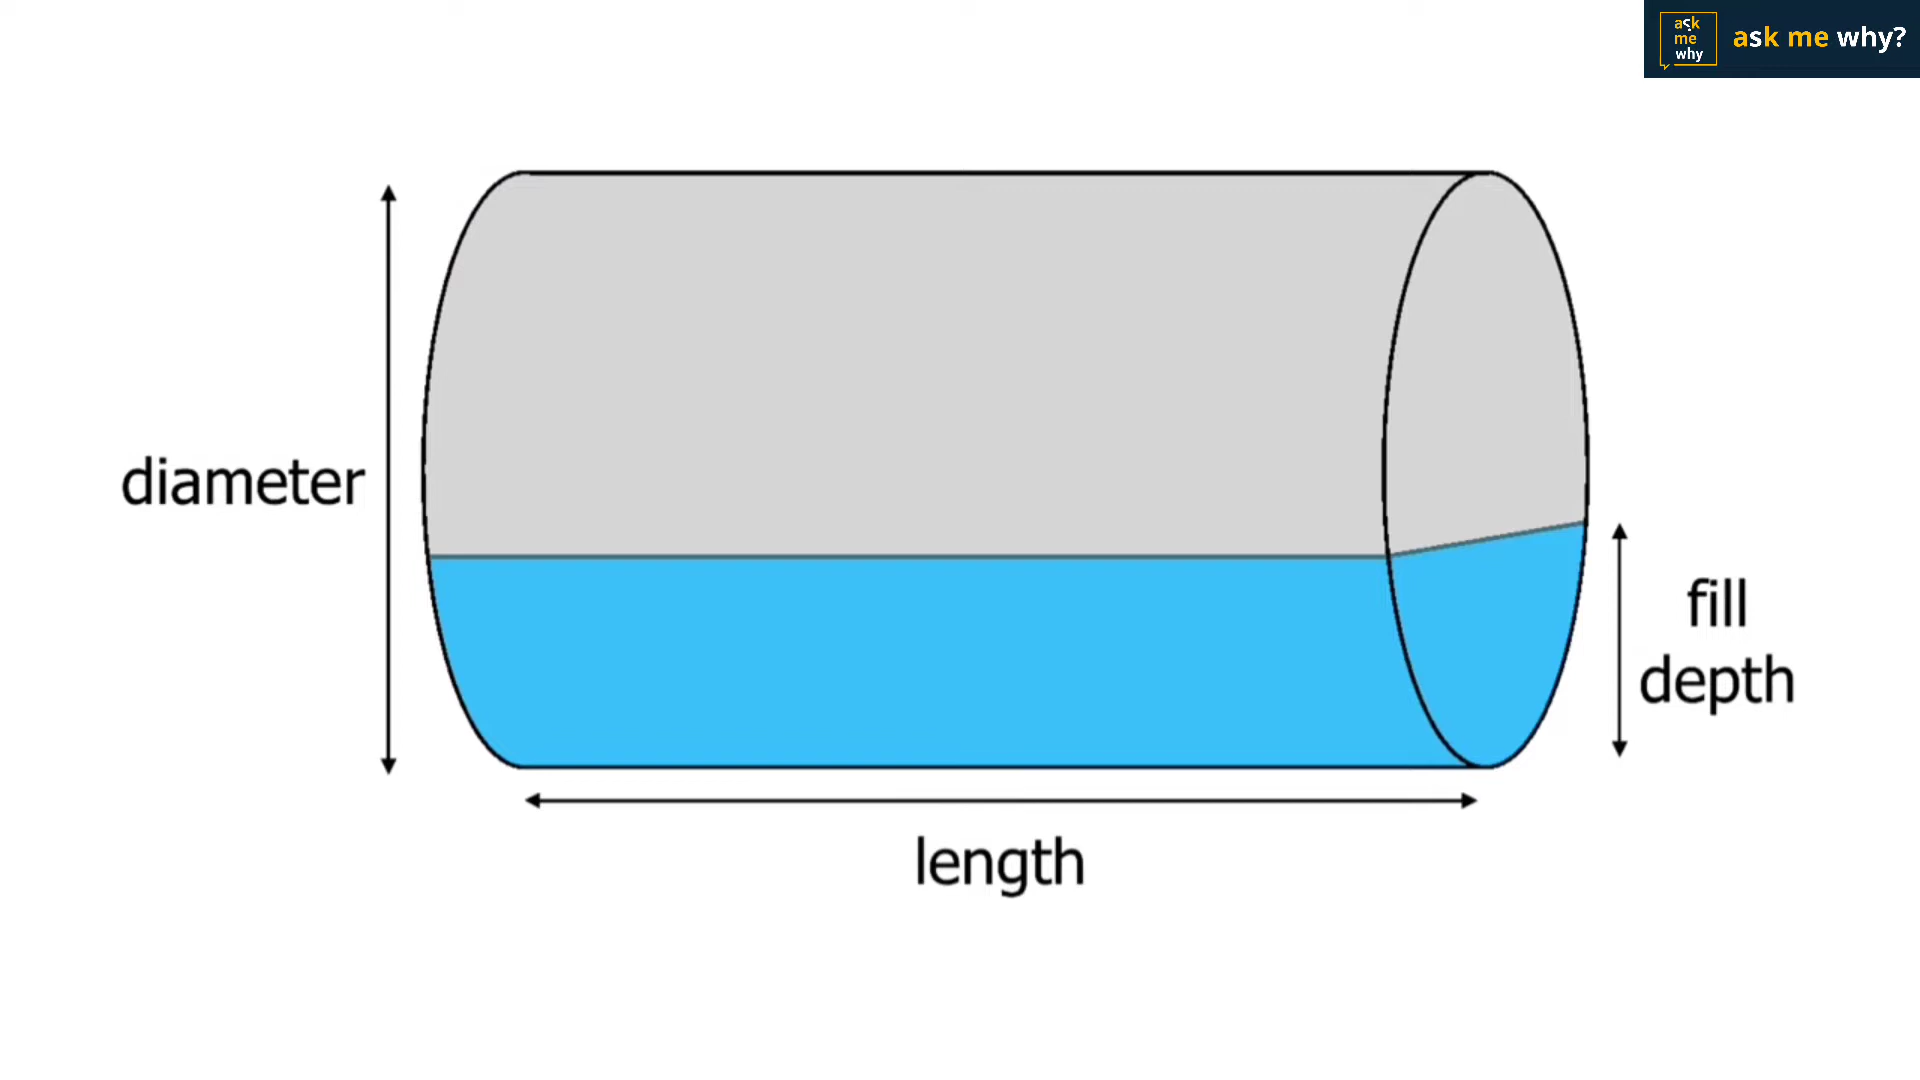 ask
me
why
ask me why?
diameter
fill
depth
length